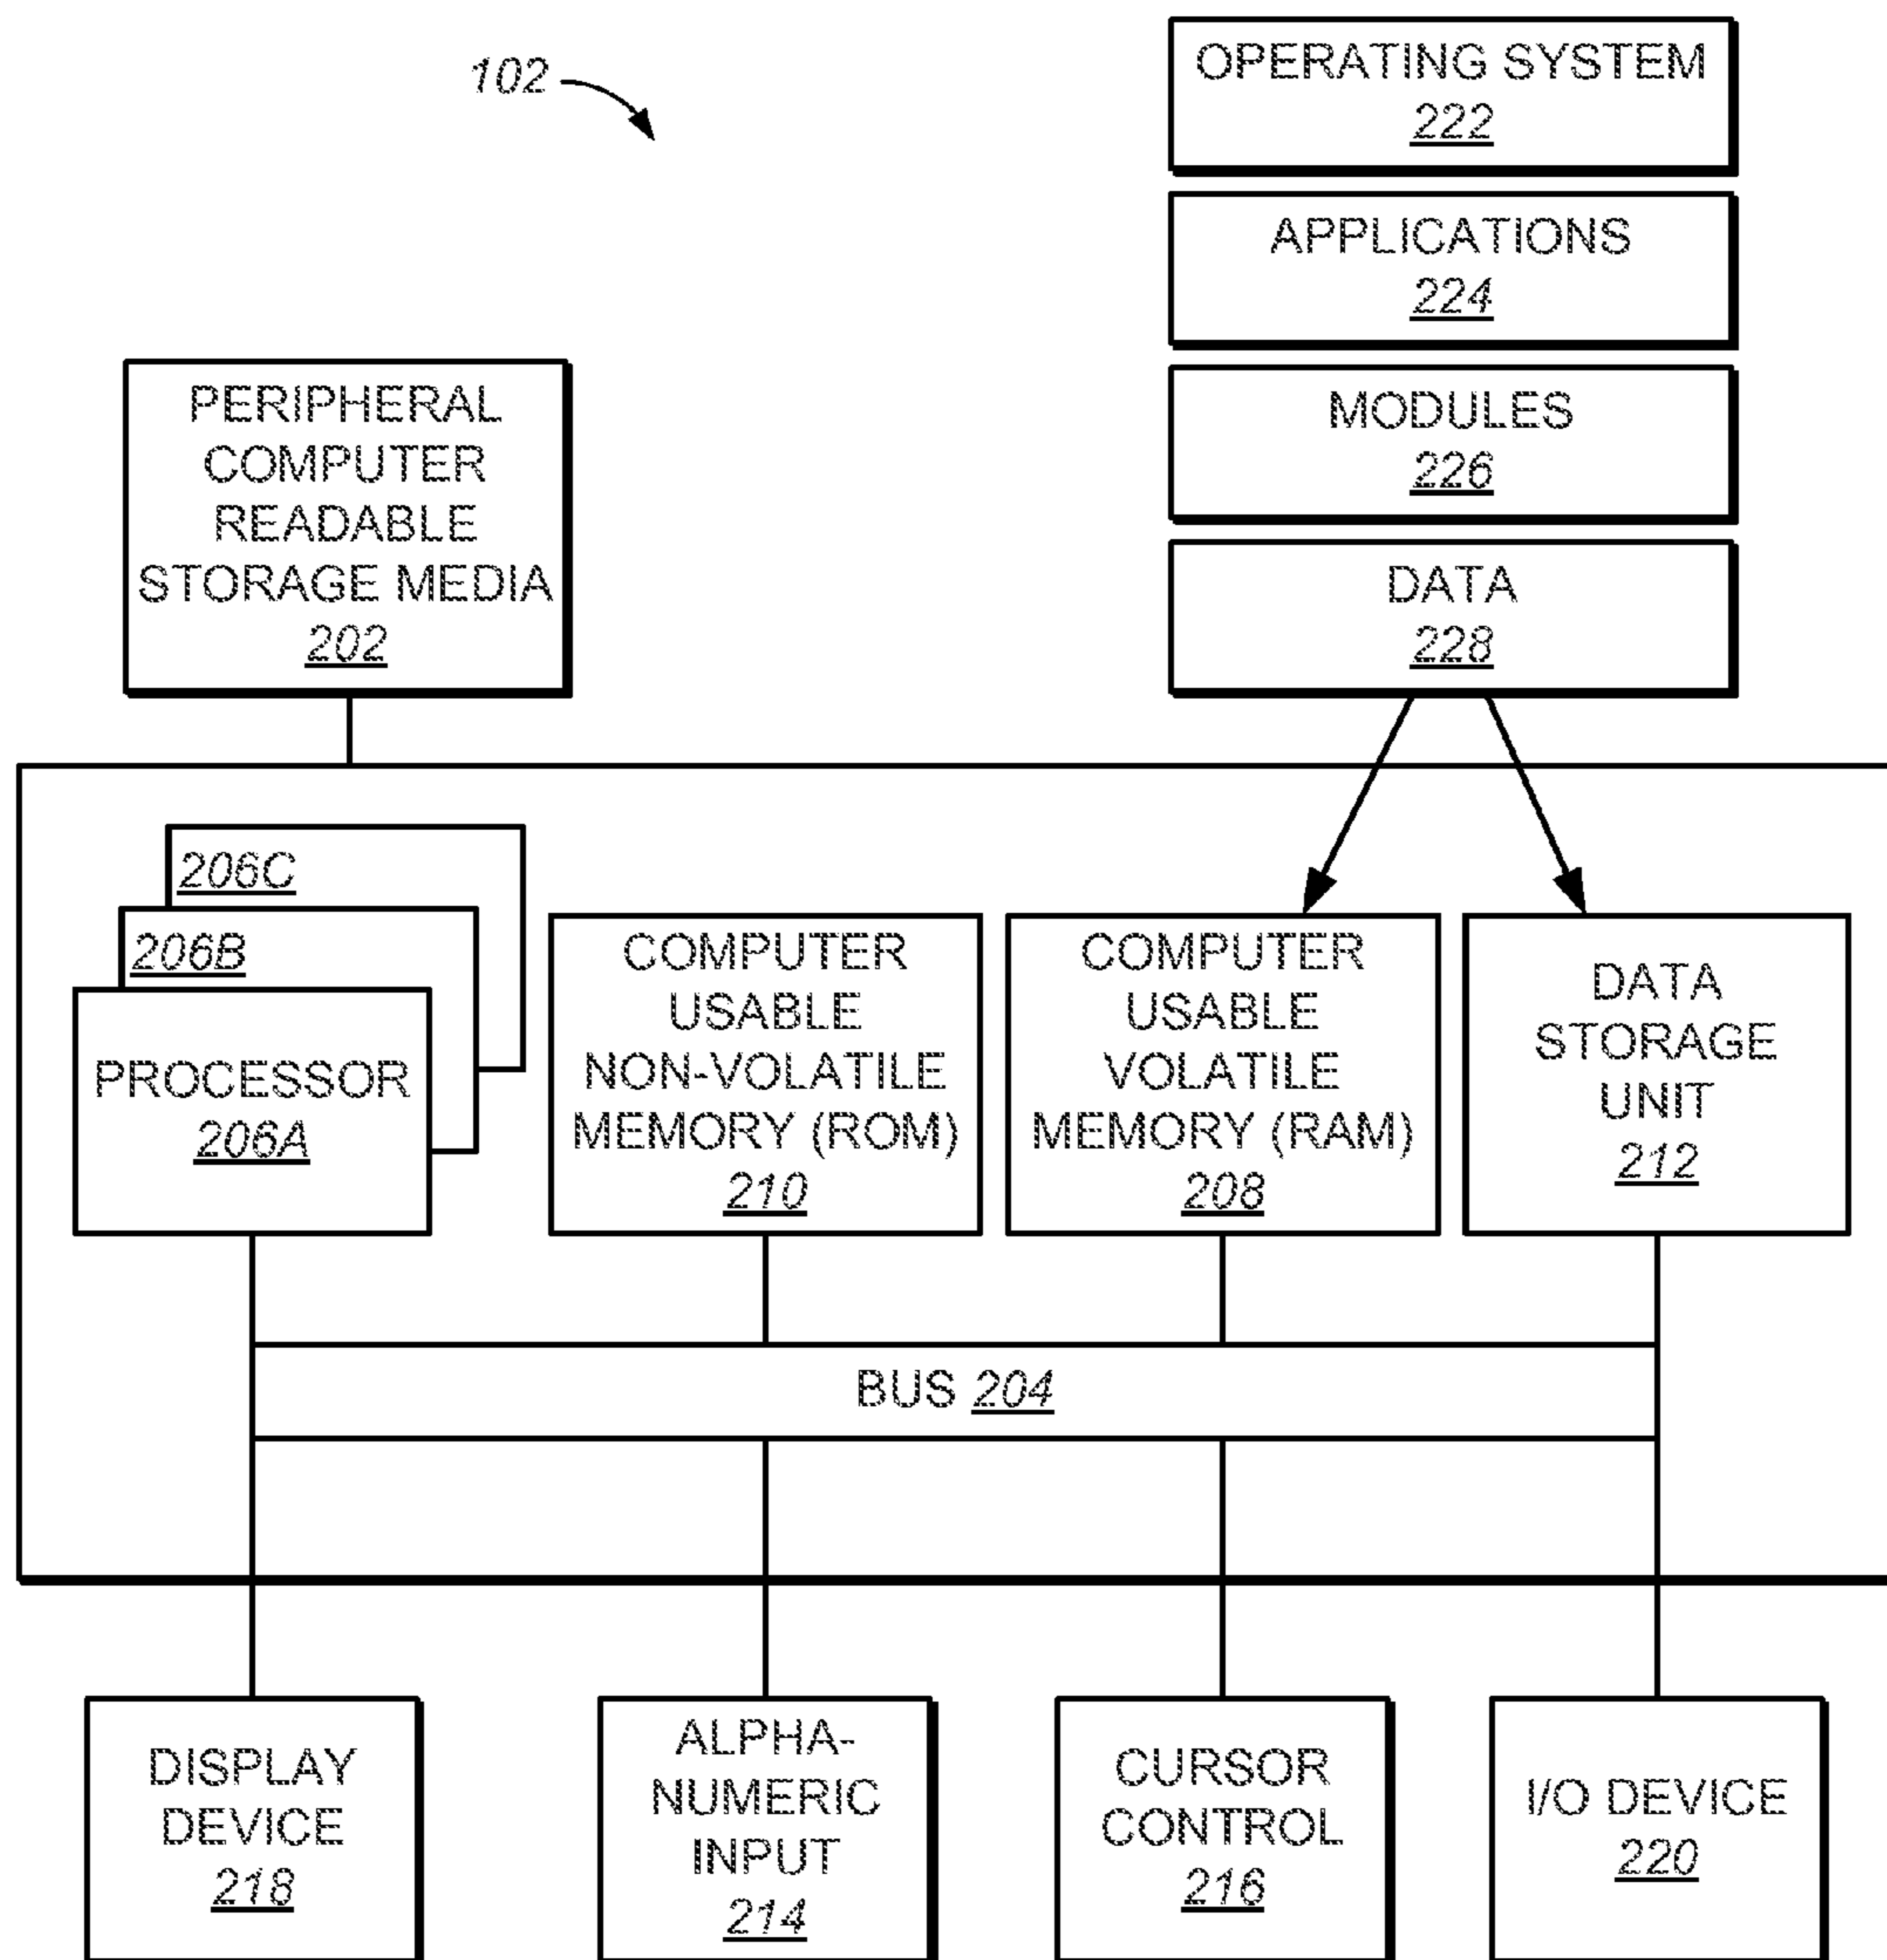 102
OPERATING SYSTEM
222
APPLICATIONS
224
MODULES
226
DATA
228
PERIPHERAL
COMPUTER
READABLE
STORAGE MEDIA
202
206C
206B
PROCESSOR
206A
COMPUTER
USABLE
NON-VOLATILE
MEMORY (ROM)
210
COMPUTER
USABLE
VOLATILE
MEMORY (RAM)
208
DATA
STORAGE
UNIT
212
BUS 204
DISPLAY
DEVICE
218
ALPHA-
NUMERIC
INPUT
214
CURSOR
CONTROL
216
I/O DEVICE
220